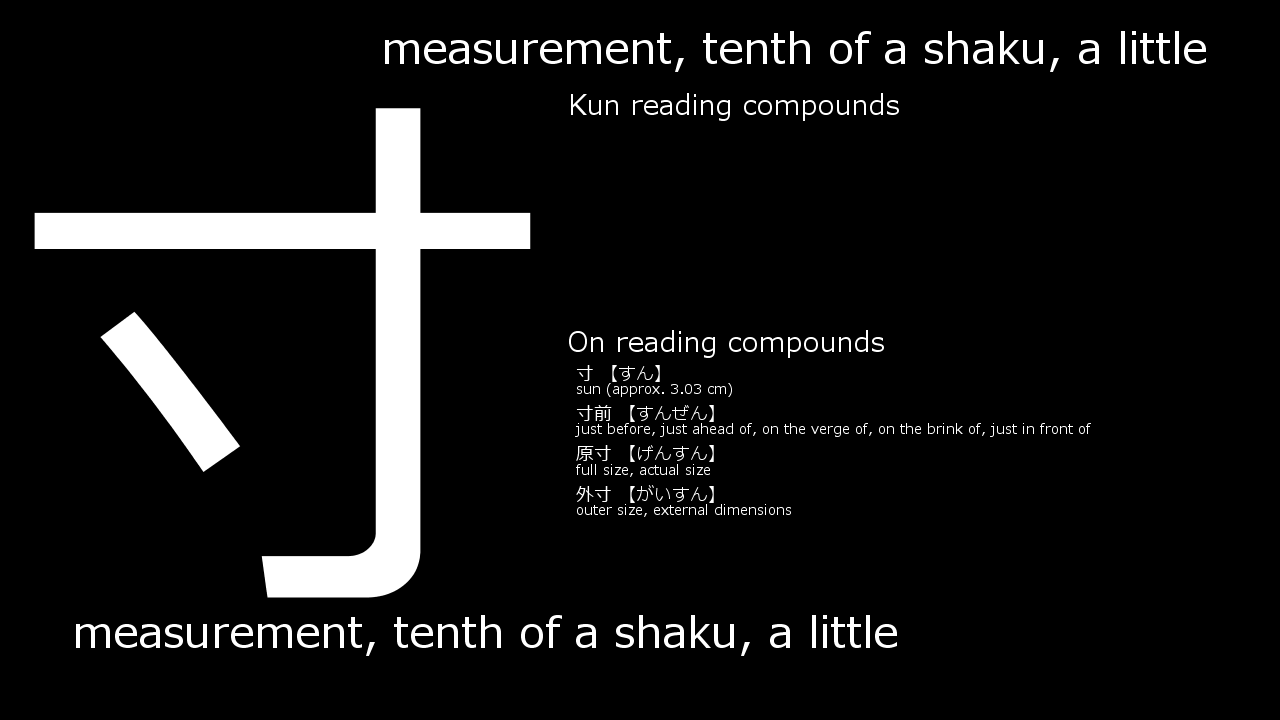 measurement, tenth of a shaku, a little
寸
Kun reading compounds
On reading compounds
寸 【すん】
sun (approx. 3.03 cm)
寸前 【すんぜん】
just before, just ahead of, on the verge of, on the brink of, just in front of
原寸 【げんすん】
full size, actual size
外寸 【がいすん】
outer size, external dimensions
measurement, tenth of a shaku, a little